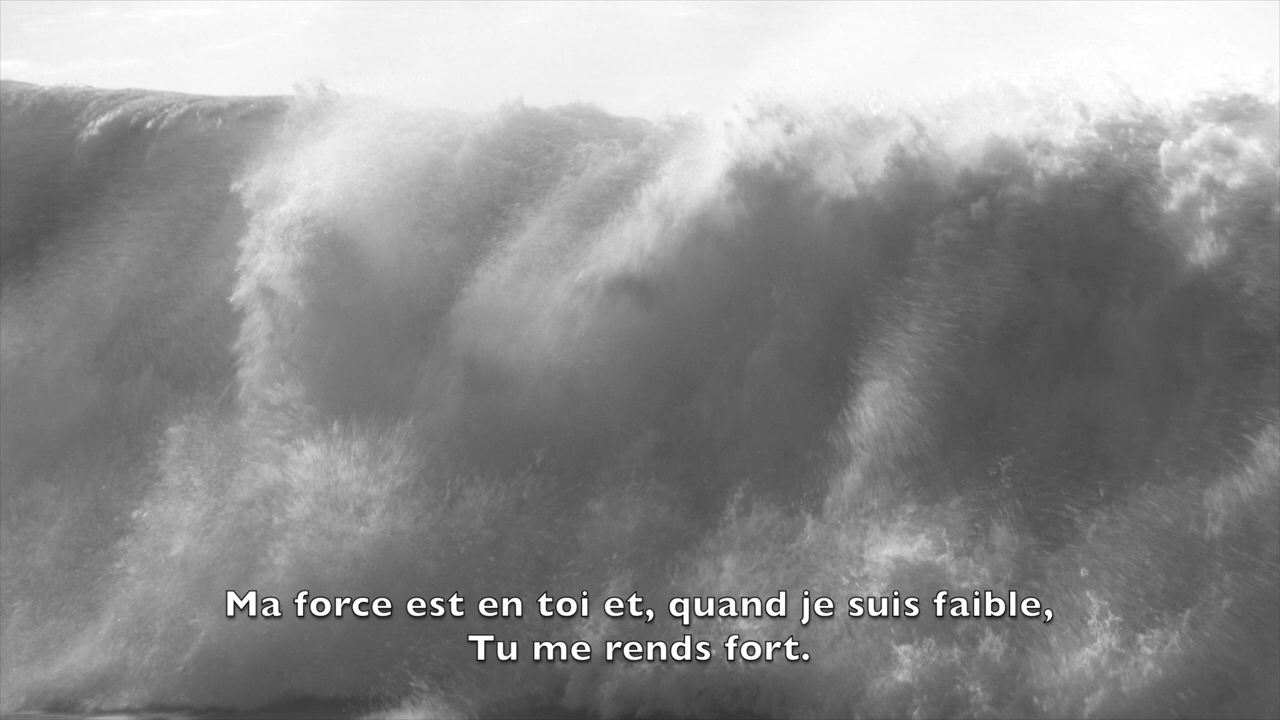 Ma force est en toi et, quand je suis faible,
Tu me rends fort.